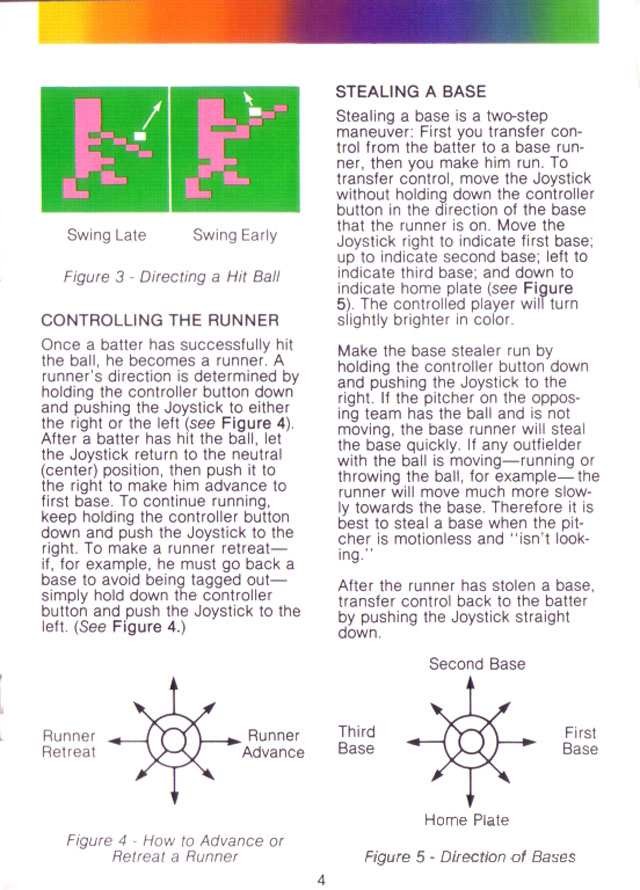 Swing Late Swing Early
Figure 3 - Directing a Hit Ball
CONTROLLING THE RUNNER
Once a batter has successfully hit
the ball, he becomes a runner. A
runner's direction is determined by
holding the controller button down
and pushing the Joystick to either
the right or the left (see Figure 4).
After a batter has hit the ball, let
the Joystick return to the neutral
(center) position, then push it to
the right to make him advance to
first base. To continue running,
keep holding the controller button
down and push the Joystick to the
right. To make a runner retreat—
if, for example, he must go back a
base to avoid being tagged out—
simply hold down the controller
button and push the Joystick to the
left. (See Figure 4.)
Runner
Retreat
Runner
Advance
Figure 4 - How to Advance or
Retreat a Runner
STEALING A BASE
Stealing a base is a two-step
maneuver: First you transfer con-
trol from the batter to a base run-
ner, then you make him run. To
transfer control, move the Joystick
without holding down the controller
button in the direction of the base
that the runner is on. Move the
Joystick right to indicate first base;
up to indicate second base; left to
indicate third base; and down to
indicate home plate (see Figure
5). The controlled player will turn
slightly brighter in color.
Make the base stealer run by
holding the controller button down
and pushing the Joystick to the
right. If the pitcher on the oppos-
ing team has the ball and is not
moving, the base runner will steal
the base quickly. If any outfielder
with the ball is moving—running or
throwing the ball, for example—the
runner will move much more slow-
ly towards the base. Therefore it is
best to steal a base when the pit-
cher is motionless and "isn't look-
ing."
After the runner has stolen a base,
transfer control back to the batter
by pushing the Joystick straight
down.
Second Base
Third
Base
First
Base
Home Plate
Figure 5 - Direction of Bases
4